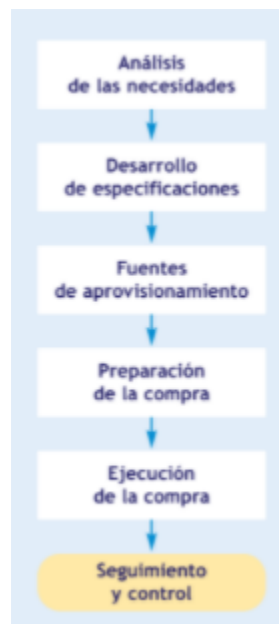 Análisis
de las necesidades
Desarrollo
de especificaciones
Fuentes
de aprovisionamiento
Preparación
de la compra
Ejecución
de la compra
Seguimiento
y control